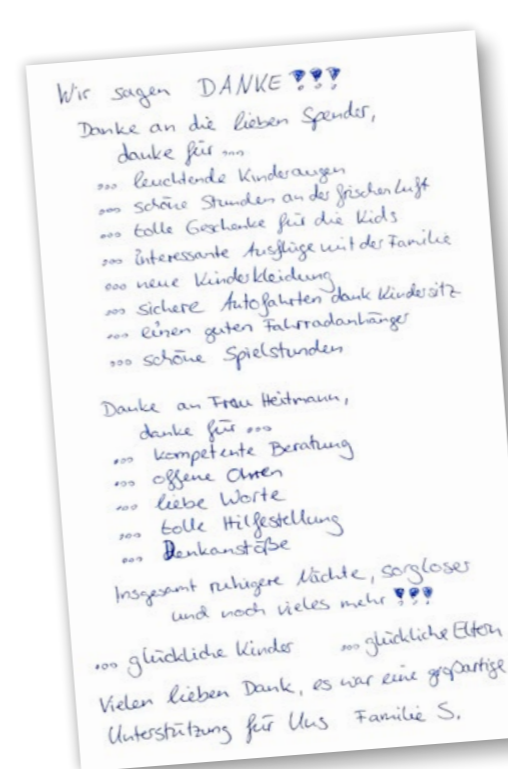 Wir sagen DANKE !!!
Danke an die lieben Spender,
danke für ...
... leuchtende Kinderaugen
... schöne Stunden an der frischen Luft
... tolle Geschenke für die Kids
... interessante Ausflüge mit der Familie
... neue Kinderkleidung
... sichere Autofahrten dank Kindersitz
... einen guten Fahrradanhänger
... schöne Spielstunden
Danke an Frau Heitmann,
danke für ...
... kompetente Beratung
... offene Ohren
... liebe Worte
... tolle Hilfestellung
... Denkanstöße
Insgesamt ruhigere Nächte, sorgloser
und noch vieles mehr !!!
... glückliche Kinder ... glückliche Eltern
Vielen lieben Dank, es war eine großartige
Unterstützung für Uns Familie S.